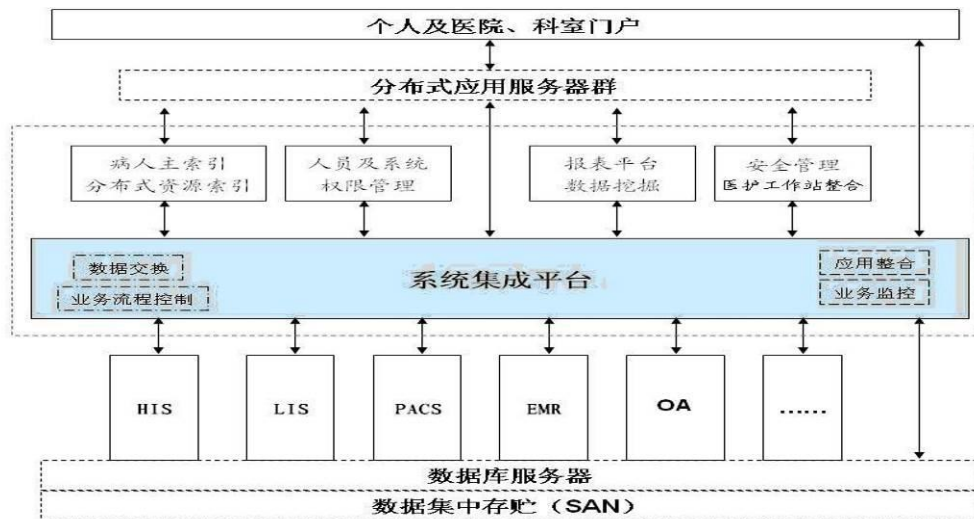 个人及医院、科室门户
分布式应用服务器群
病人主索引
分布式资源索引
人员及系统
权限管理
报表平台
数据挖掘
安全管理
医护工作站整合
数据交换
业务流程控制
系统集成平台
应用整合
业务监控
HIS
LIS
PACS
EMR
OA
……
数据库服务器
数据集中存贮（SAN）